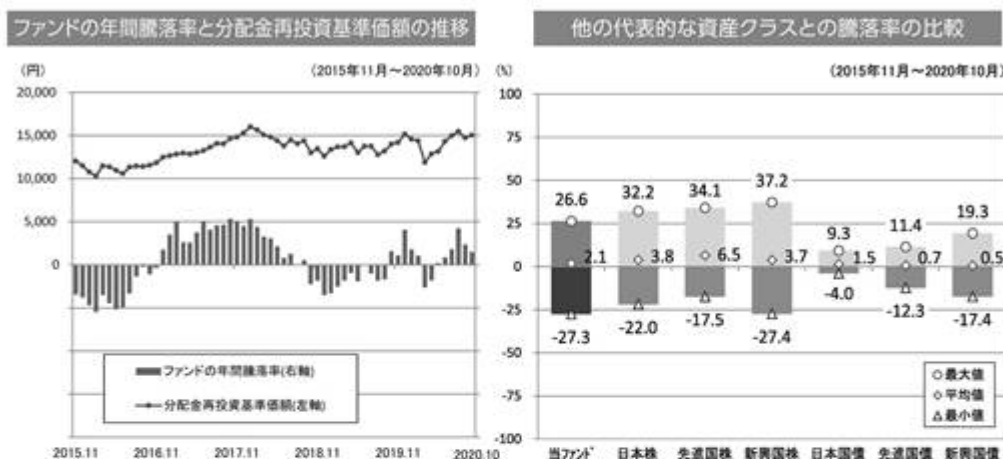 ファンドの年間騰落率と分配金再投資基準価額の推移
(円)
(2015年11月～2020年10月)
20,000
15,000
10,000
5,000
0
ファンドの年間騰落率(右軸)
分配金再投資基準価額(左軸)
2015.11 2016.11 2017.11 2018.11 2019.11 2020.10
他の代表的な資産クラスとの騰落率の比較
(%)
(2015年11月～2020年10月)
100
75
50
25
0
-25
-50
-75
-100
26.6 32.2 34.1 37.2 9.3 11.4 19.3
2.1 3.8 6.5 3.7 1.5 0.7 0.5
-27.3 -22.0 -17.5 -27.4 -4.0 -12.3 -17.4
○最大値
◇平均値
△最小値
当ファンド 日本株 先進国株 新興国株 日本国債 先進国債 新興国債